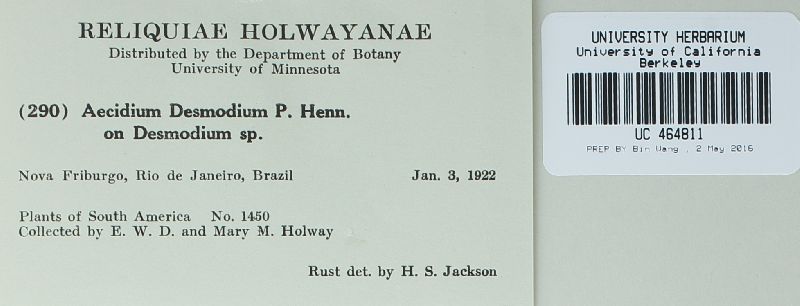 RELIQUIAE HOLWAYANAE
Distributed by the Department of Botany
University of Minnesota
(290) Aecidium Desmodium P. Henn.
on Desmodium sp.
Nova Friburgo, Rio de Janeiro, Brazil Jan. 3, 1922
Plants of South America No. 1450
Collected by E. W. D. and Mary M. Holway
Rust det. by H. S. Jackson
UNIVERSITY HERBARIUM
University of California
Berkeley
UC 464811
PREP BY Bin Wang , 2 May 2016